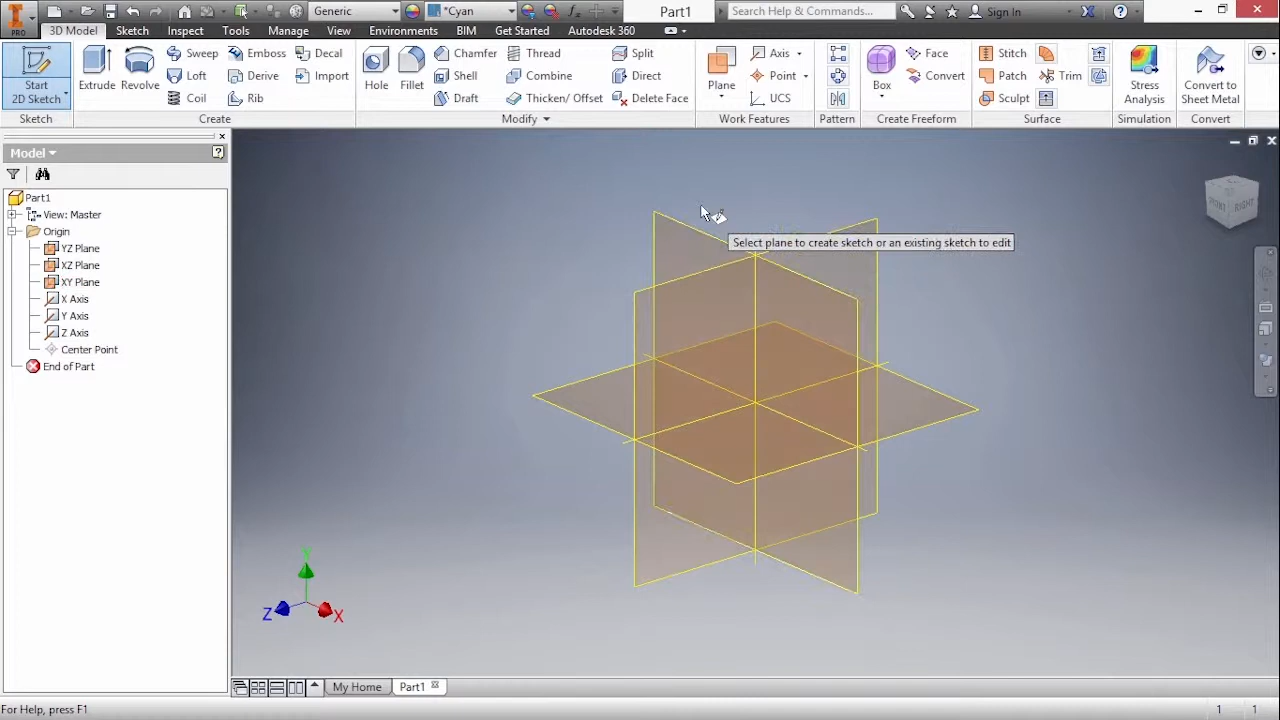 PRO
Generic
*Cyan
fx
Part1
Search Help & Commands...
Sign In
3D Model Sketch Inspect Tools Manage View Environments BIM Get Started Autodesk 360
Start
2D Sketch
Extrude
Revolve
Sweep
Loft
Coil
Emboss
Derive
Rib
Decal
Import
Hole
Fillet
Chamfer
Shell
Draft
Thread
Combine
Thicken/ Offset
Split
Direct
Delete Face
Plane
Axis
Point
UCS
Box
Face
Convert
Stitch
Patch
Sculpt
Trim
Stress
Analysis
Convert to
Sheet Metal
Sketch Create Modify Work Features Pattern Create Freeform Surface Simulation Convert
Model
Part1
View: Master
Origin
YZ Plane
XZ Plane
XY Plane
X Axis
Y Axis
Z Axis
Center Point
End of Part
Select plane to create sketch or an existing sketch to edit
RIGHT
Y
Z
X
My Home
Part1
For Help, press F1
1 1